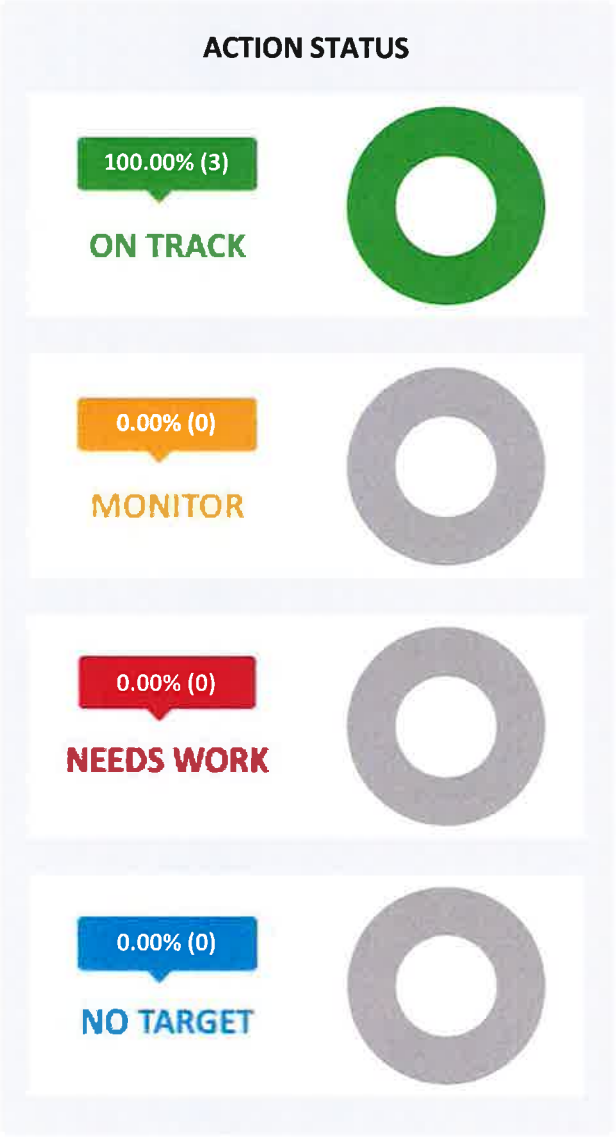 ACTION STATUS
100.00% (3)
ON TRACK
0.00% (0)
MONITOR
0.00% (0)
NEEDS WORK
0.00% (0)
NO TARGET